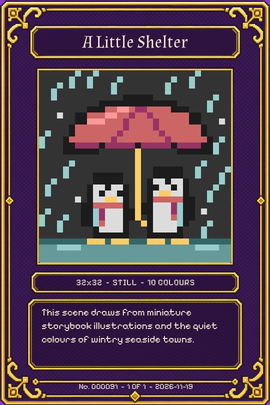 A Little Shelter
32x32 - STILL - 10 COLOURS
This scene draws from miniature
storybook illustrations and the quiet
colours of wintry seaside towns.
No. 000091 - 1 OF 1 - 2026-11-19